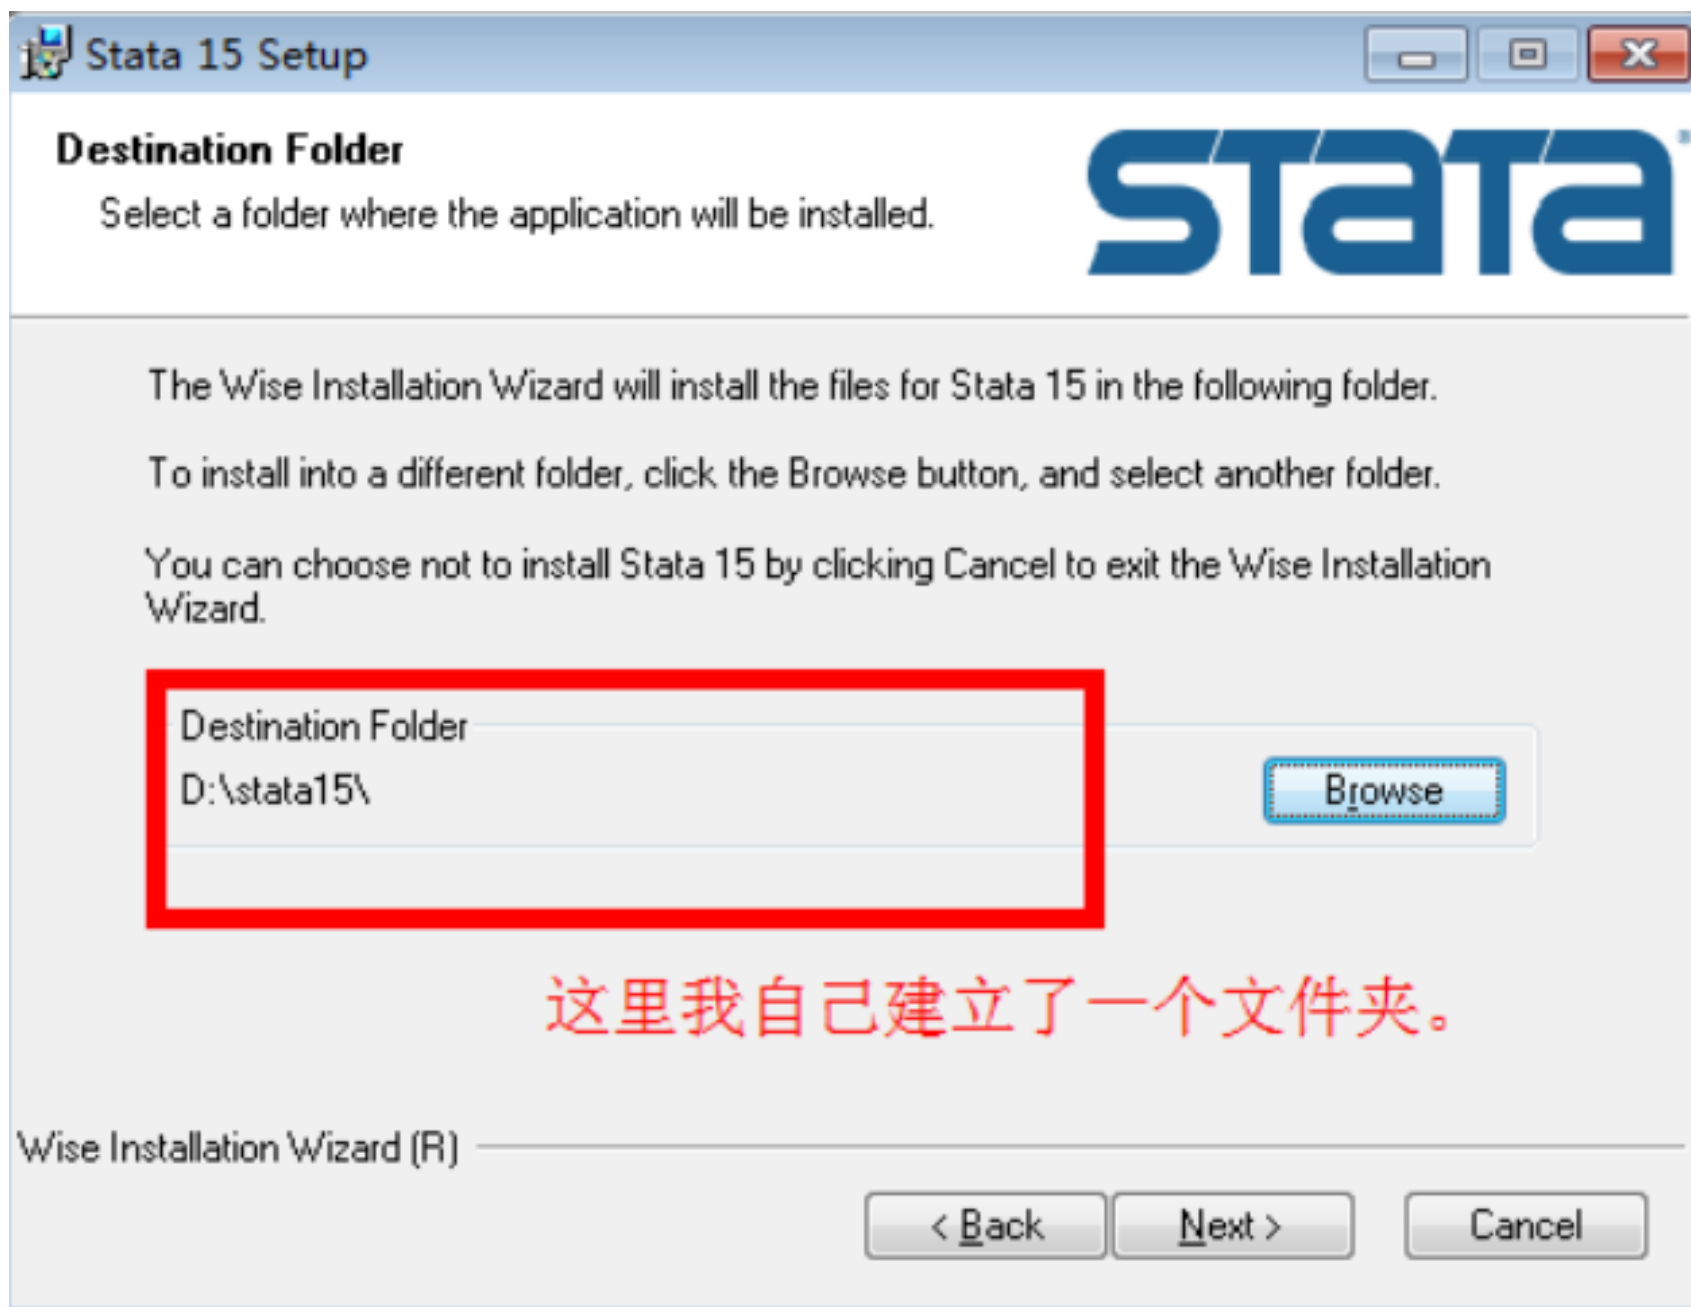 Stata 15 Setup
Destination Folder
Select a folder where the application will be installed.
STATA
The Wise Installation Wizard will install the files for Stata 15 in the following folder.
To install into a different folder, click the Browse button, and select another folder.
You can choose not to install Stata 15 by clicking Cancel to exit the Wise Installation
Wizard.
Destination Folder
D:\stata15\
Browse
这里我自己建立了一个文件夹。
Wise Installation Wizard (R)
< Back
Next >
Cancel